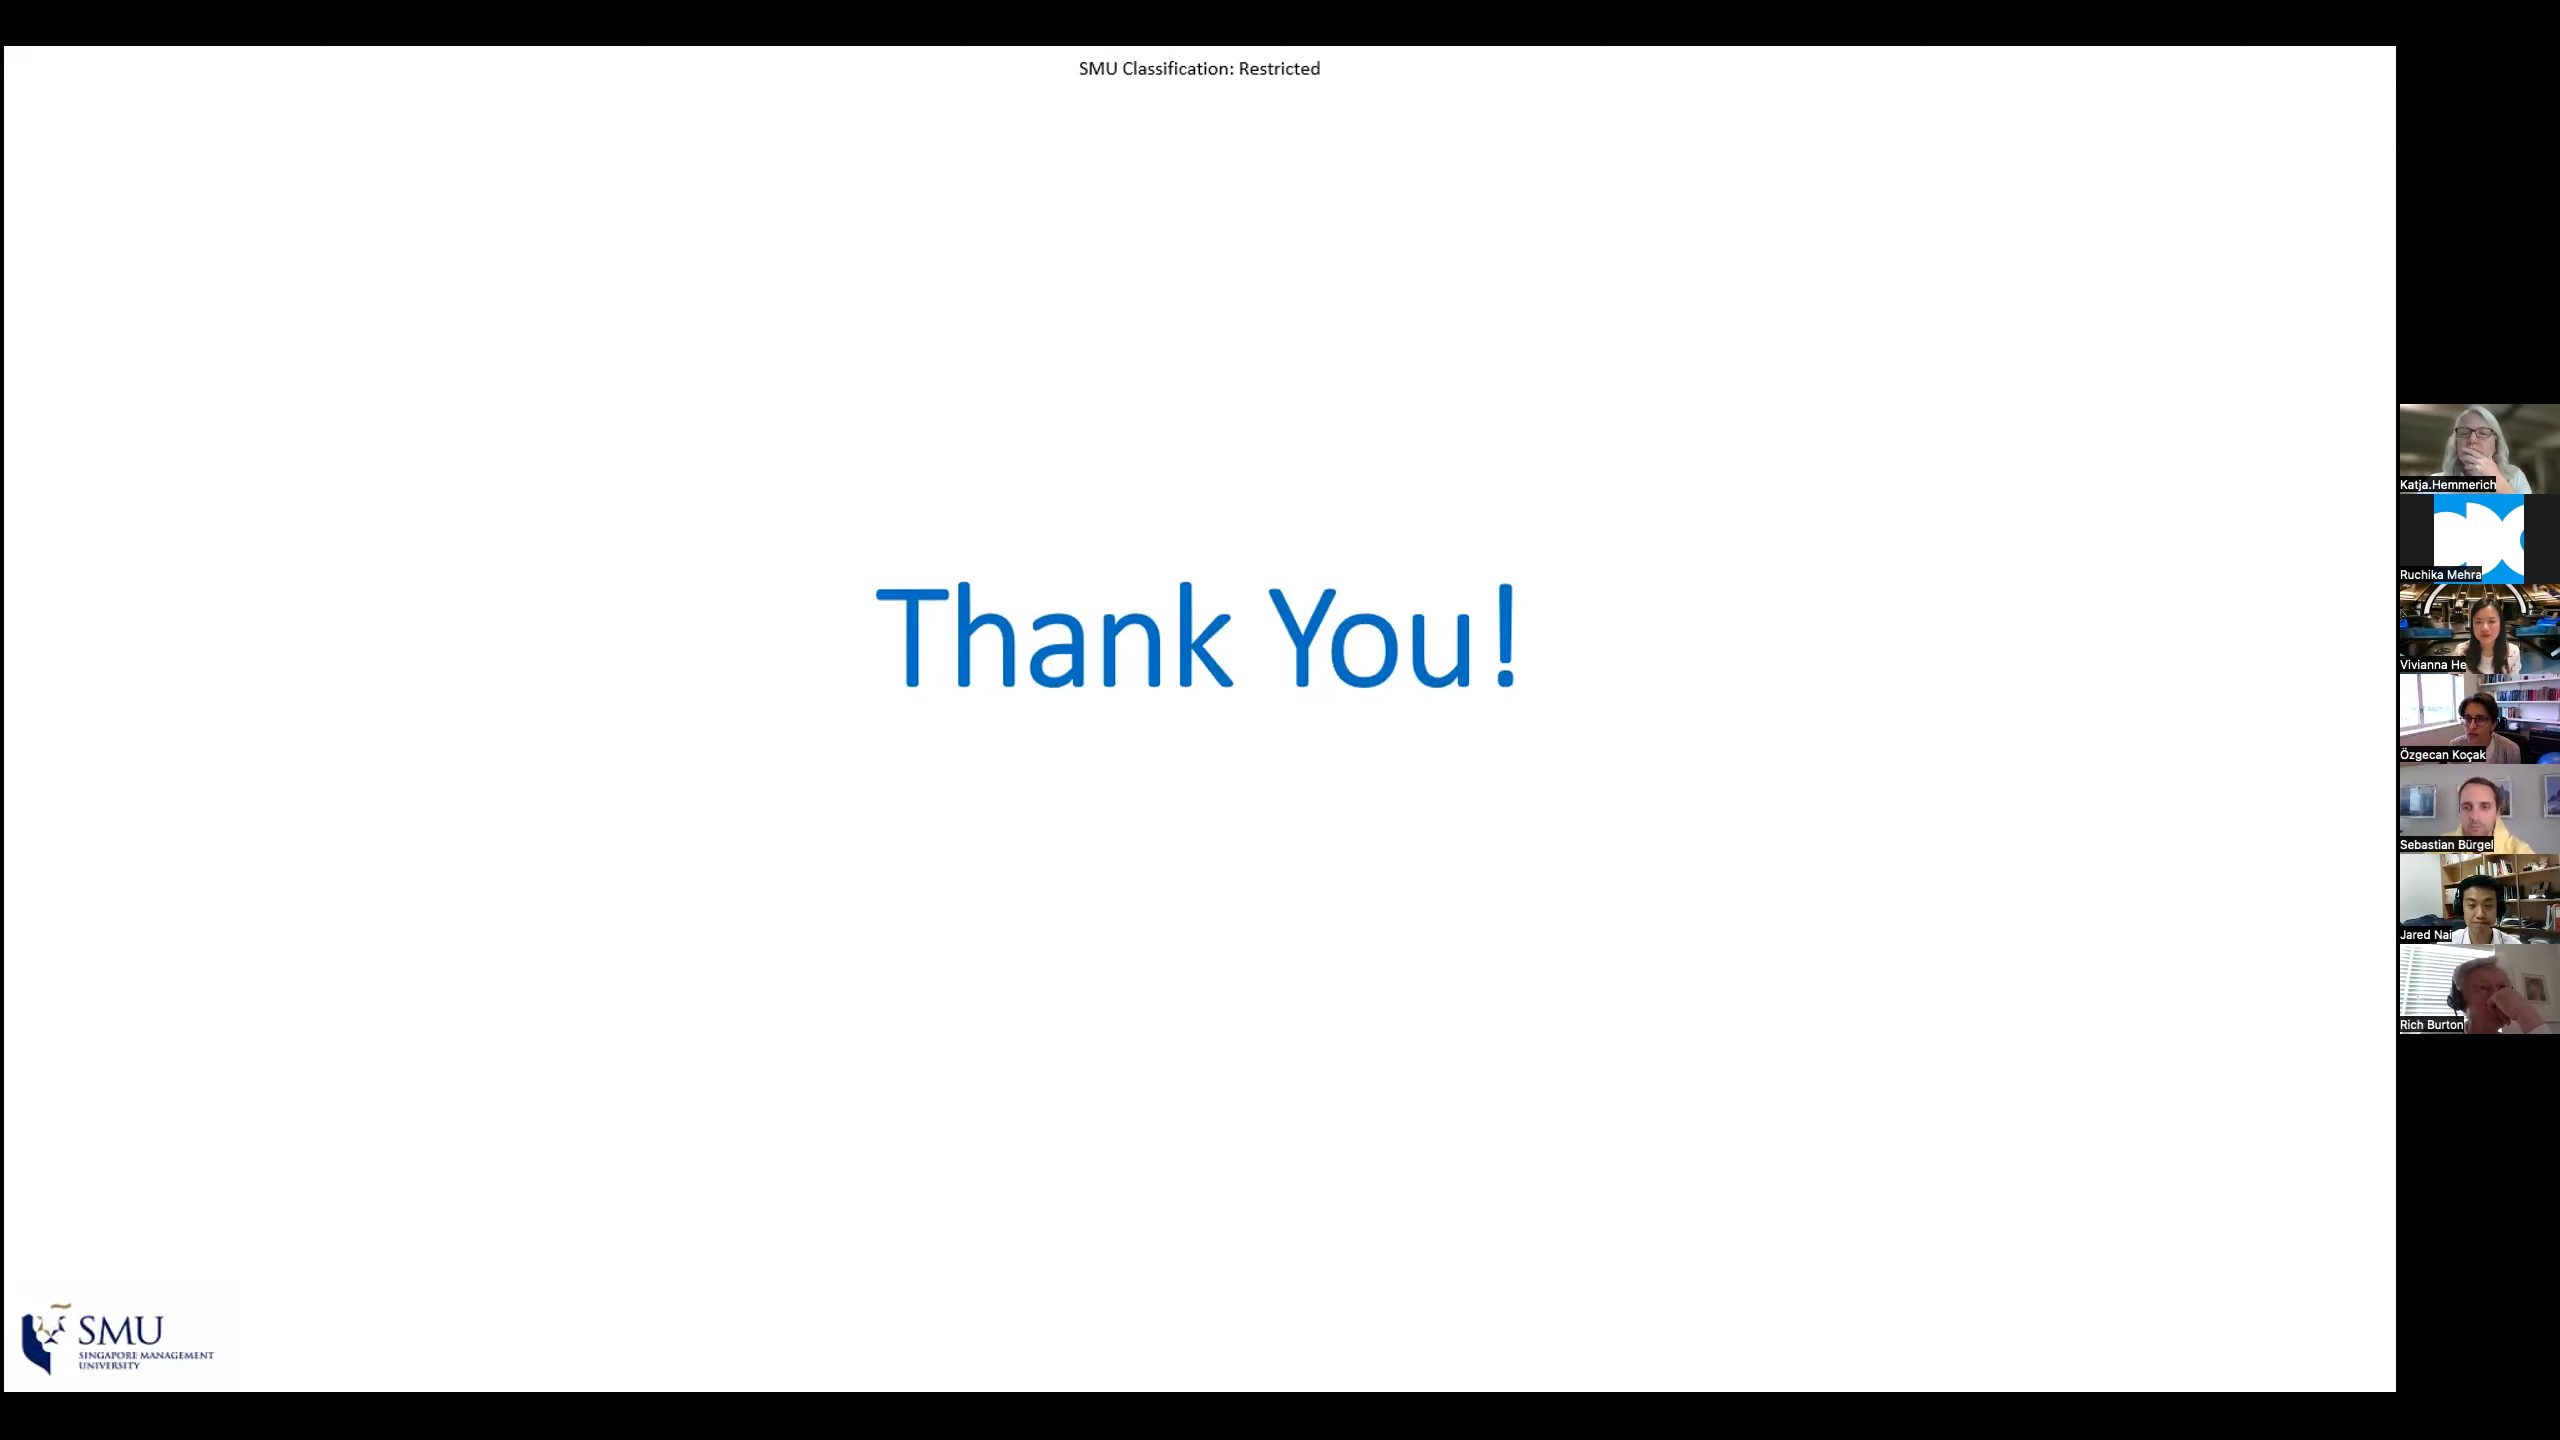 SMU Classification: Restricted
Thank You!
SMU
SINGAPORE MANAGEMENT
UNIVERSITY
Katja.Hemmerich
Ruchika Mehra
Vivianna He
Özgecan Koçak
Sebastian Bürgel
Jared Nai
Rich Burton